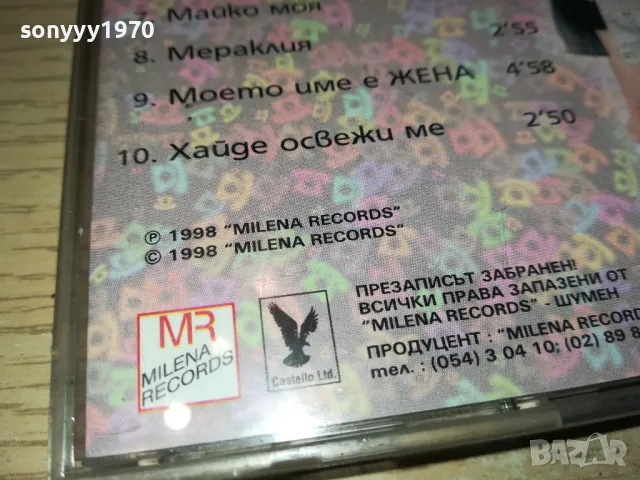 sonyyy1970
7. Майко моя
8. Мераклия 2'55
9. Моето име е ЖЕНА 4'58
10. Хайде освежи ме 2'50
℗ 1998 "MILENA RECORDS"
© 1998 "MILENA RECORDS"
ПРЕЗАПИСЪТ ЗАБРАНЕН!
ВСИЧКИ ПРАВА ЗАПАЗЕНИ ОТ
"MILENA RECORDS" - ШУМЕН
ПРОДУЦЕНТ : "MILENA RECORD
тел. : (054) 3 04 10; (02) 89 8
MR
MILENA
RECORDS
Castello Ltd.
BAZAR